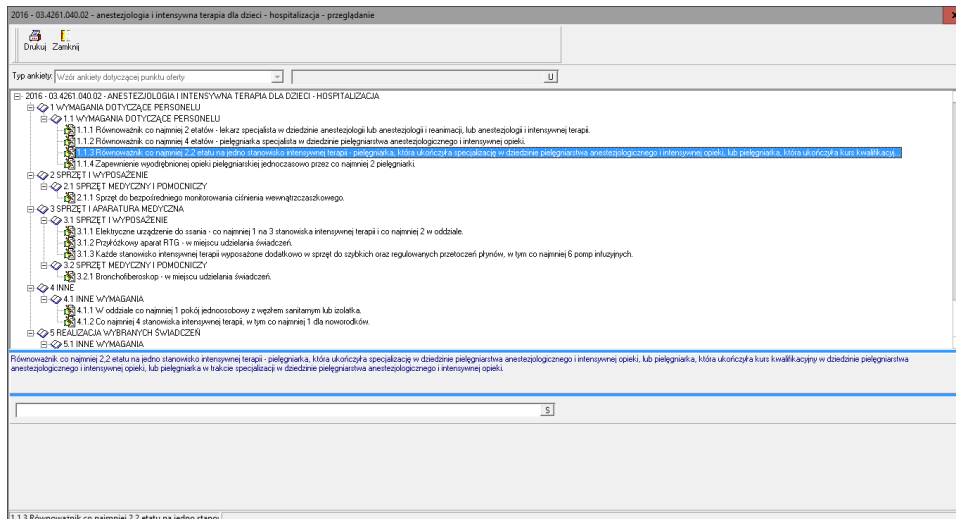 2016 - 03.4261.040.02 - anestezjologia i intensywna terapia dla dzieci - hospitalizacja - przeglądanie
Drukuj Zamknij
Typ ankiety: Wzór ankiety dotyczącej punktu oferty U
2016 - 03.4261.040.02 - ANESTEZJOLOGIA I INTENSYWNA TERAPIA DLA DZIECI - HOSPITALIZACJA
1 WYMAGANIA DOTYCZĄCE PERSONELU
1.1 WYMAGANIA DOTYCZĄCE PERSONELU
1.1.1 Równoważnik co najmniej 2 etatów - lekarz specjalista w dziedzinie anestezjologii lub anestezjologii i reanimacji, lub anestezjologii i intensywnej terapii.
1.1.2 Równoważnik co najmniej 4 etatów - pielęgniarka specjalista w dziedzinie pielęgniarstwa anestezjologicznego i intensywnej opieki.
1.1.3 Równoważnik co najmniej 2,2 etatu na jedno stanowisko intensywnej terapii - pielęgniarka, która ukończyła specjalizację w dziedzinie pielęgniarstwa anestezjologicznego i intensywnej opieki, lub pielęgniarka, która ukończyła kurs kwalifikacyj...
1.1.4 Zapewnienie wyodrębnionej opieki pielęgniarskiej jednoczasowo przez co najmniej 2 pielęgniarki.
2 SPRZĘT I WYPOSAŻENIE
2.1 SPRZĘT MEDYCZNY I POMOCNICZY
2.1.1 Sprzęt do bezpośredniego monitorowania ciśnienia wewnątrzczaszkowego.
3 SPRZĘT I APARATURA MEDYCZNA
3.1 SPRZĘT I WYPOSAŻENIE
3.1.1 Elektryczne urządzenie do ssania - co najmniej 1 na 3 stanowiska intensywnej terapii i co najmniej 2 w oddziale.
3.1.2 Przyłóżkowy aparat RTG - w miejscu udzielania świadczeń.
3.1.3 Każde stanowisko intensywnej terapii wyposażone dodatkowo w sprzęt do szybkich oraz regulowanych przetoczeń płynów, w tym co najmniej 6 pomp infuzyjnych.
3.2 SPRZĘT MEDYCZNY I POMOCNICZY
3.2.1 Bronchofiberoskop - w miejscu udzielania świadczeń.
4 INNE
4.1 INNE WYMAGANIA
4.1.1 W oddziale co najmniej 1 pokój jednoosobowy z węzłem sanitarnym lub izolatka.
4.1.2 Co najmniej 4 stanowiska intensywnej terapii, w tym co najmniej 1 dla noworodków.
5 REALIZACJA WYBRANYCH ŚWIADCZEŃ
5.1 INNE WYMAGANIA
Równoważnik co najmniej 2,2 etatu na jedno stanowisko intensywnej terapii - pielęgniarka, która ukończyła specjalizację w dziedzinie pielęgniarstwa anestezjologicznego i intensywnej opieki, lub pielęgniarka, która ukończyła kurs kwalifikacyjny w dziedzinie pielęgniarstwa
anestezjologicznego i intensywnej opieki, lub pielęgniarka w trakcie specjalizacji w dziedzinie pielęgniarstwa anestezjologicznego i intensywnej opieki.
S
1.1.3 Równoważnik co najmniej 2,2 etatu na jedno stanow